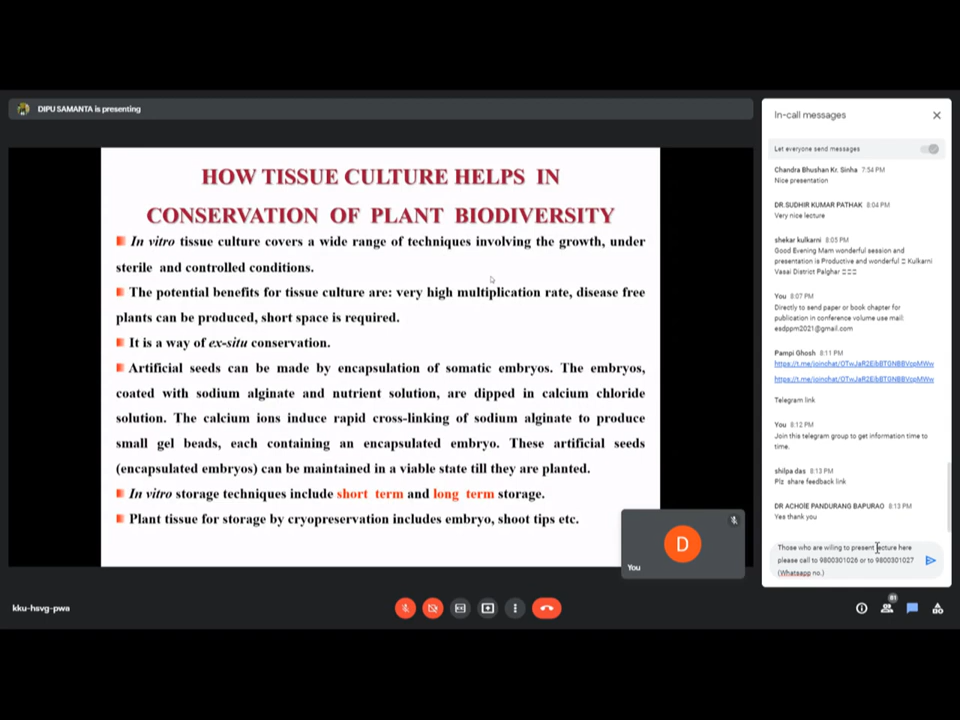 DIPU SAMANTA is presenting
HOW TISSUE CULTURE HELPS IN
CONSERVATION OF PLANT BIODIVERSITY
In vitro tissue culture covers a wide range of techniques involving the growth, under
sterile and controlled conditions.
The potential benefits for tissue culture are: very high multiplication rate, disease free
plants can be produced, short space is required.
It is a way of ex-situ conservation.
Artificial seeds can be made by encapsulation of somatic embryos. The embryos,
coated with sodium alginate and nutrient solution, are dipped in calcium chloride
solution. The calcium ions induce rapid cross-linking of sodium alginate to produce
small gel beads, each containing an encapsulated embryo. These artificial seeds
(encapsulated embryos) can be maintained in a viable state till they are planted.
In vitro storage techniques include short term and long term storage.
Plant tissue for storage by cryopreservation includes embryo, shoot tips etc.
D
You
kku-hsvg-pwa
In-call messages
Let everyone send messages
Chandra Bhushan Kr. Sinha 7:54 PM
Nice presentation
DR.SUDHIR KUMAR PATHAK 8:04 PM
Very nice lecture
shekar kulkarni 8:05 PM
Good Evening Mam wonderful session and
presentation is Productive and wonderful Kulkarni
Vasai District Palghar
You 8:07 PM
Directly to send paper or book chapter for
publication in conference volume use mail:
esdppm2021@gmail.com
Pampi Ghosh 8:11 PM
Telegram link
You 8:12 PM
Join this telegram group to get information time to
time.
shilpa das 8:13 PM
Plz share feedback link
DR ACHOLE PANDURANG BAPURAO 8:13 PM
Yes thank you
Those who are wiling to present lecture here
please call to 9800301026 or to 9800301027
(Whatsapp no.)
81